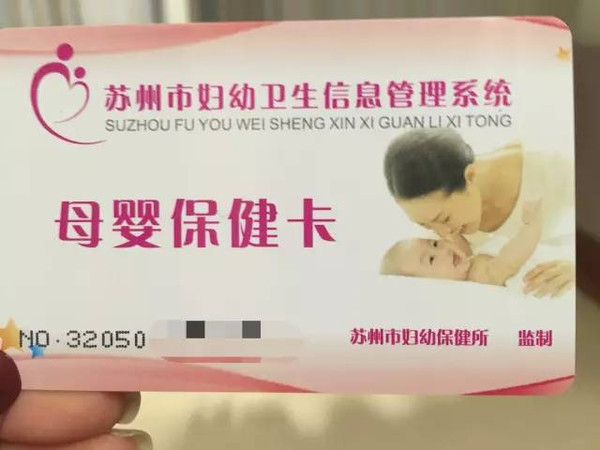 苏州市妇幼卫生信息管理系统
SUZHOU FU YOU WEI SHENG XIN XI GUAN LI XI TONG
母婴保健卡
NO.32050
苏州市妇幼保健所 监制